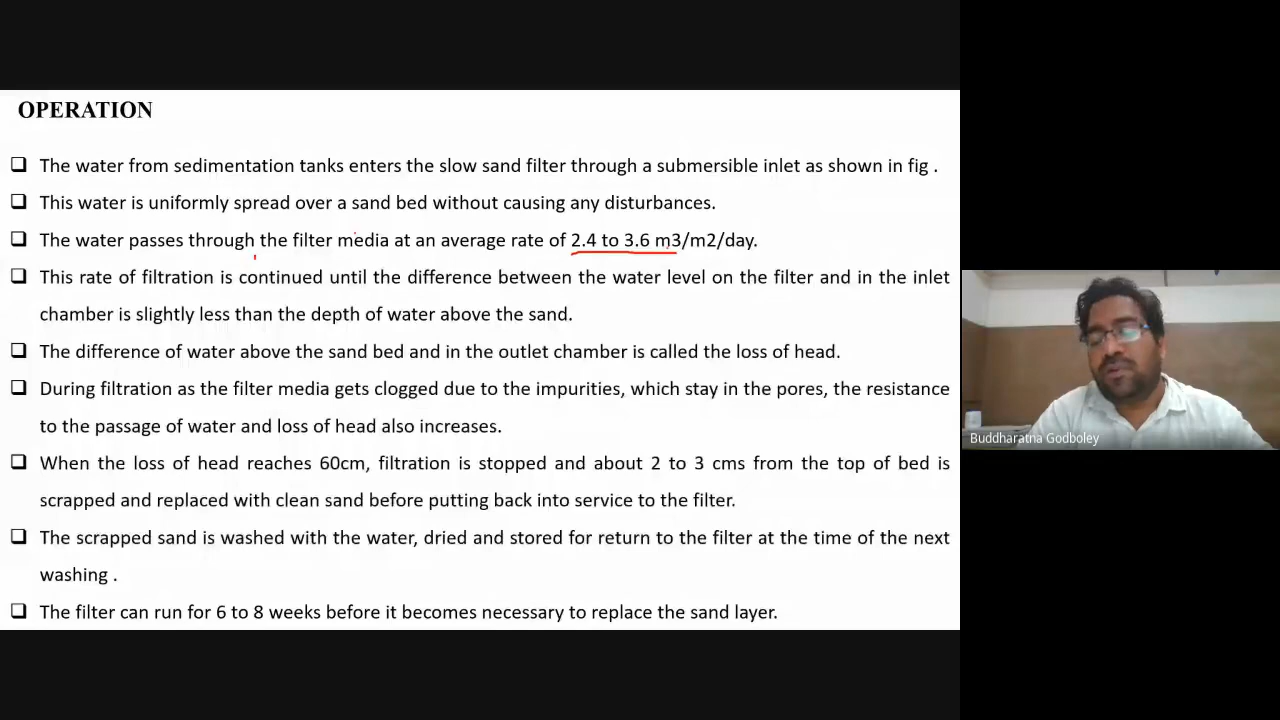 OPERATION
❑ The water from sedimentation tanks enters the slow sand filter through a submersible inlet as shown in fig .
❑ This water is uniformly spread over a sand bed without causing any disturbances.
❑ The water passes through the filter media at an average rate of 2.4 to 3.6 m3/m2/day.
❑ This rate of filtration is continued until the difference between the water level on the filter and in the inlet
chamber is slightly less than the depth of water above the sand.
❑ The difference of water above the sand bed and in the outlet chamber is called the loss of head.
❑ During filtration as the filter media gets clogged due to the impurities, which stay in the pores, the resistance
to the passage of water and loss of head also increases.
❑ When the loss of head reaches 60cm, filtration is stopped and about 2 to 3 cms from the top of bed is
scrapped and replaced with clean sand before putting back into service to the filter.
❑ The scrapped sand is washed with the water, dried and stored for return to the filter at the time of the next
washing .
❑ The filter can run for 6 to 8 weeks before it becomes necessary to replace the sand layer.
Buddharatna Godboley